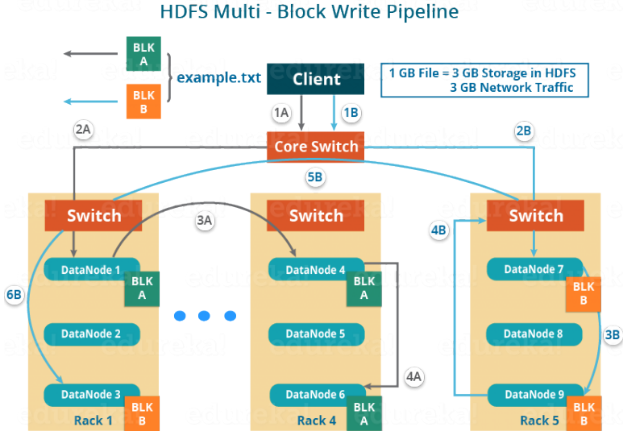 HDFS Multi - Block Write Pipeline
BLK
A
BLK
B
example.txt
Client
1 GB File = 3 GB Storage in HDFS
3 GB Network Traffic
1A
1B
2A
Core Switch
2B
5B
Switch
3A
Switch
4B
Switch
DataNode 1
BLK
A
DataNode 4
BLK
A
DataNode 7
BLK
B
6B
DataNode 2
DataNode 5
DataNode 8
3B
4A
DataNode 3
BLK
B
DataNode 6
BLK
A
DataNode 9
BLK
B
Rack 1
Rack 4
Rack 5